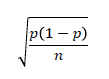 √(p(1 − p)/n)